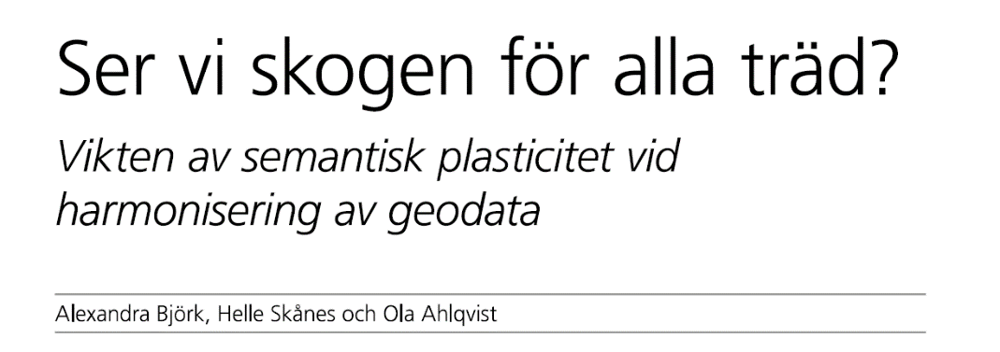 Ser vi skogen för alla träd?
Vikten av semantisk plasticitet vid
harmonisering av geodata
Alexandra Björk, Helle Skånes och Ola Ahlqvist